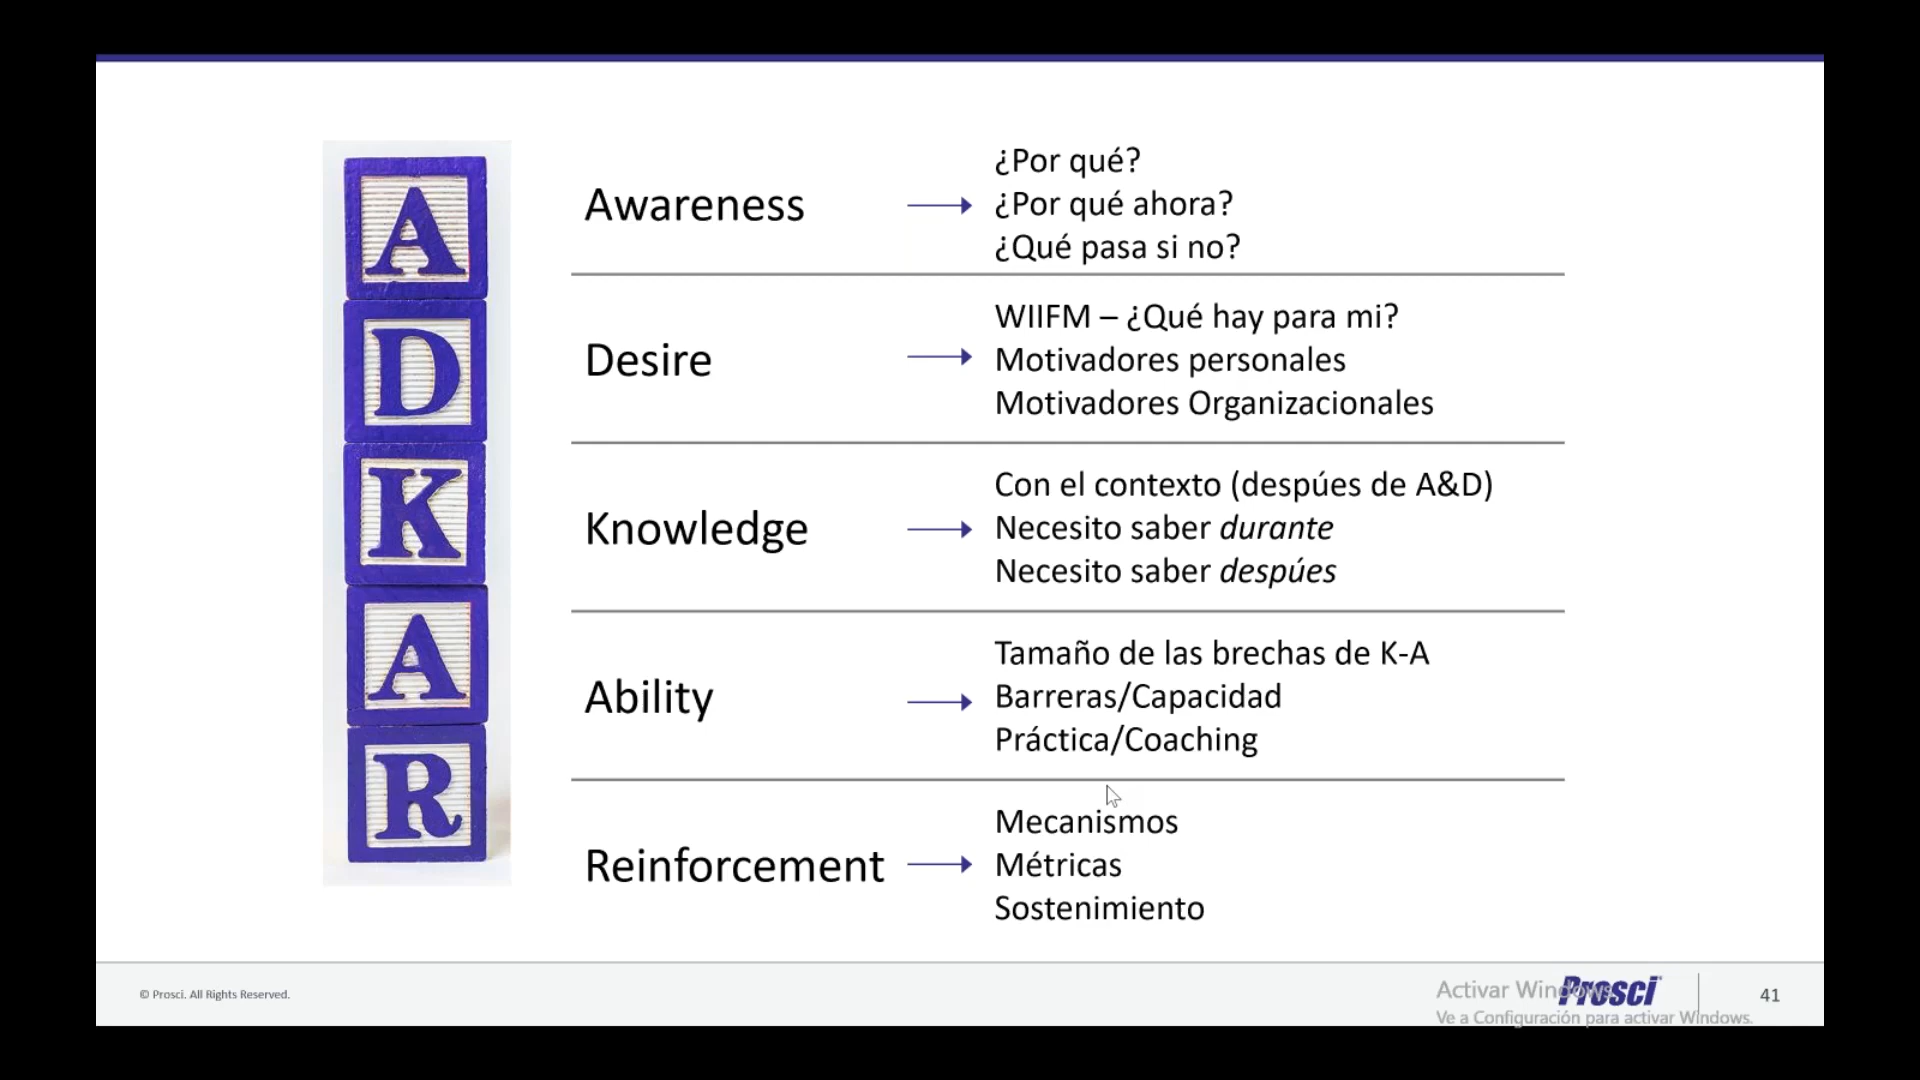 A
D
K
A
R
Awareness
¿Por qué?
¿Por qué ahora?
¿Qué pasa si no?
Desire
WIIFM – ¿Qué hay para mi?
Motivadores personales
Motivadores Organizacionales
Knowledge
Con el contexto (despúes de A&D)
Necesito saber durante
Necesito saber despúes
Ability
Tamaño de las brechas de K-A
Barreras/Capacidad
Práctica/Coaching
Reinforcement
Mecanismos
Métricas
Sostenimiento
© Prosci. All Rights Reserved.
Activar Windows
Ve a Configuración para activar Windows.
Prosci
41